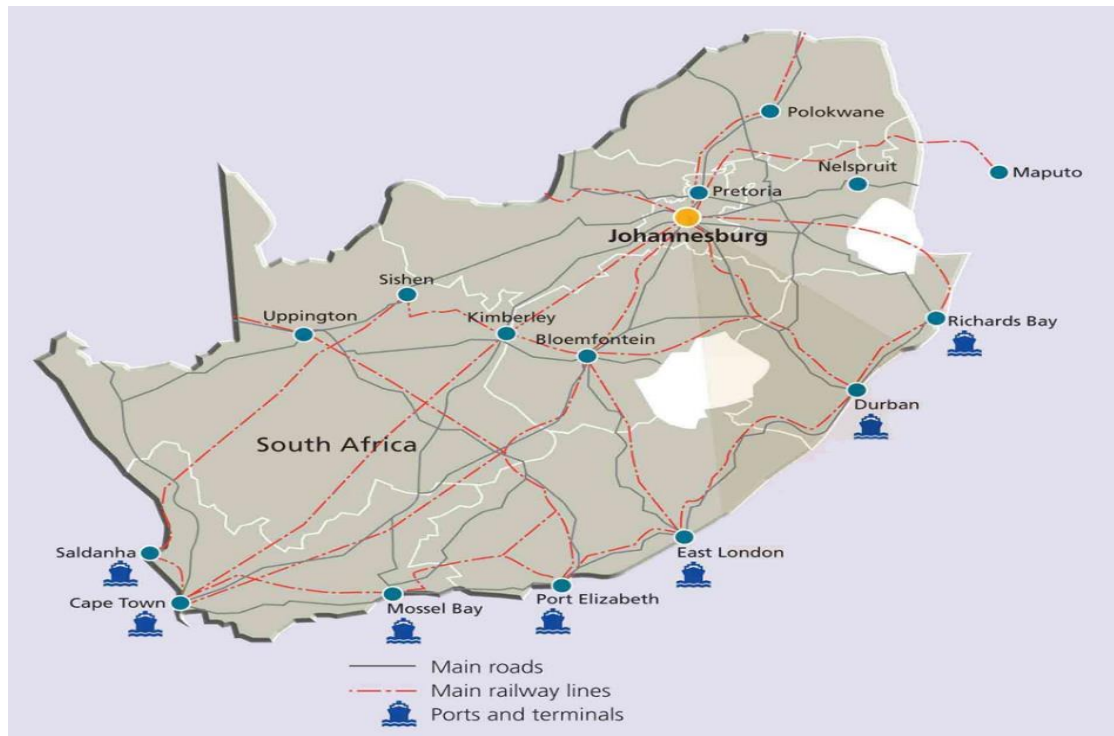 Polokwane
Nelspruit
Maputo
Pretoria
Johannesburg
Sishen
Uppington
Kimberley
Richards Bay
Bloemfontein
Durban
South Africa
Saldanha
East London
Cape Town
Mossel Bay
Port Elizabeth
Main roads
Main railway lines
Ports and terminals